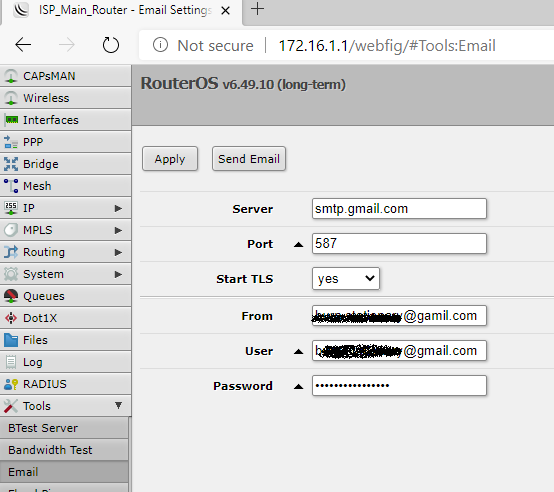 ISP_Main_Router - Email Settings
Not secure 172.16.1.1/webfig/#Tools:Email
RouterOS v6.49.10 (long-term)
CAPsMAN
Wireless
Interfaces
PPP
Bridge
Mesh
IP
MPLS
Routing
System
Queues
Dot1X
Files
Log
RADIUS
Tools
BTest Server
Bandwidth Test
Email
Apply Send Email
Server smtp.gmail.com
Port 587
Start TLS yes
From @gamil.com
User @gmail.com
Password ••••••••••••••••